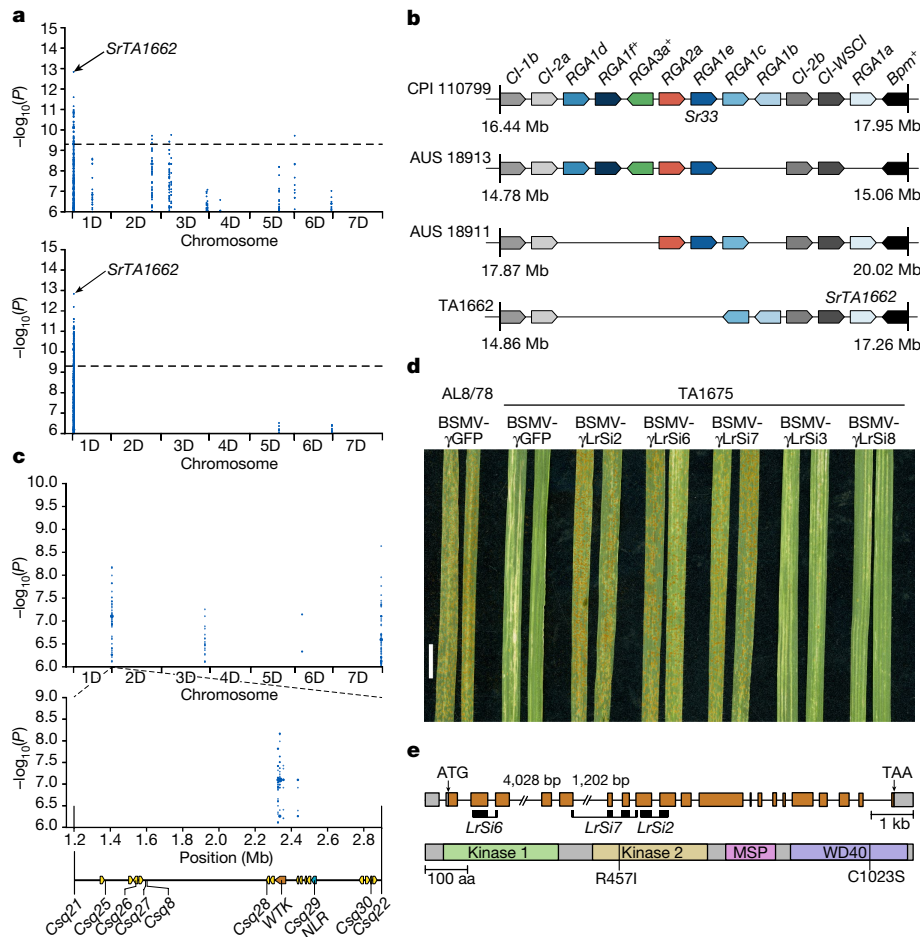 a
15
14
13
12
11
10
9
8
7
6
SrTA1662
–log10(P)
1D 2D 3D 4D 5D 6D 7D
Chromosome
15
14
13
12
11
10
9
8
7
6
SrTA1662
–log10(P)
1D 2D 3D 4D 5D 6D 7D
Chromosome
b
CI-1b CI-2a RGA1d RGA1f+ RGA3a+ RGA2a RGA1e RGA1c RGA1b CI-2b CI-WSCI RGA1a Bpm+
CPI 110799
16.44 Mb Sr33 17.95 Mb
AUS 18913
14.78 Mb 15.06 Mb
AUS 18911
17.87 Mb 20.02 Mb
TA1662 SrTA1662
14.86 Mb 17.26 Mb
c
10.0
9.5
9.0
8.5
8.0
7.5
7.0
6.5
6.0
–log10(P)
1D 2D 3D 4D 5D 6D 7D
Chromosome
9.0
8.5
8.0
7.5
7.0
6.5
6.0
–log10(P)
1.2 1.4 1.6 1.8 2.0 2.2 2.4 2.6 2.8
Position (Mb)
Csq21 Csq25 Csq26 Csq27 Csq8 Csq28 WTK Csq29 NLR Csq30 Csq22
d
AL8/78 TA1675
BSMV-γGFP BSMV-γGFP BSMV-γLrSi2 BSMV-γLrSi6 BSMV-γLrSi7 BSMV-γLrSi3 BSMV-γLrSi8
e
ATG 4,028 bp 1,202 bp TAA
LrSi6 LrSi7 LrSi2 1 kb
Kinase 1 Kinase 2 MSP WD40
100 aa R457I C1023S